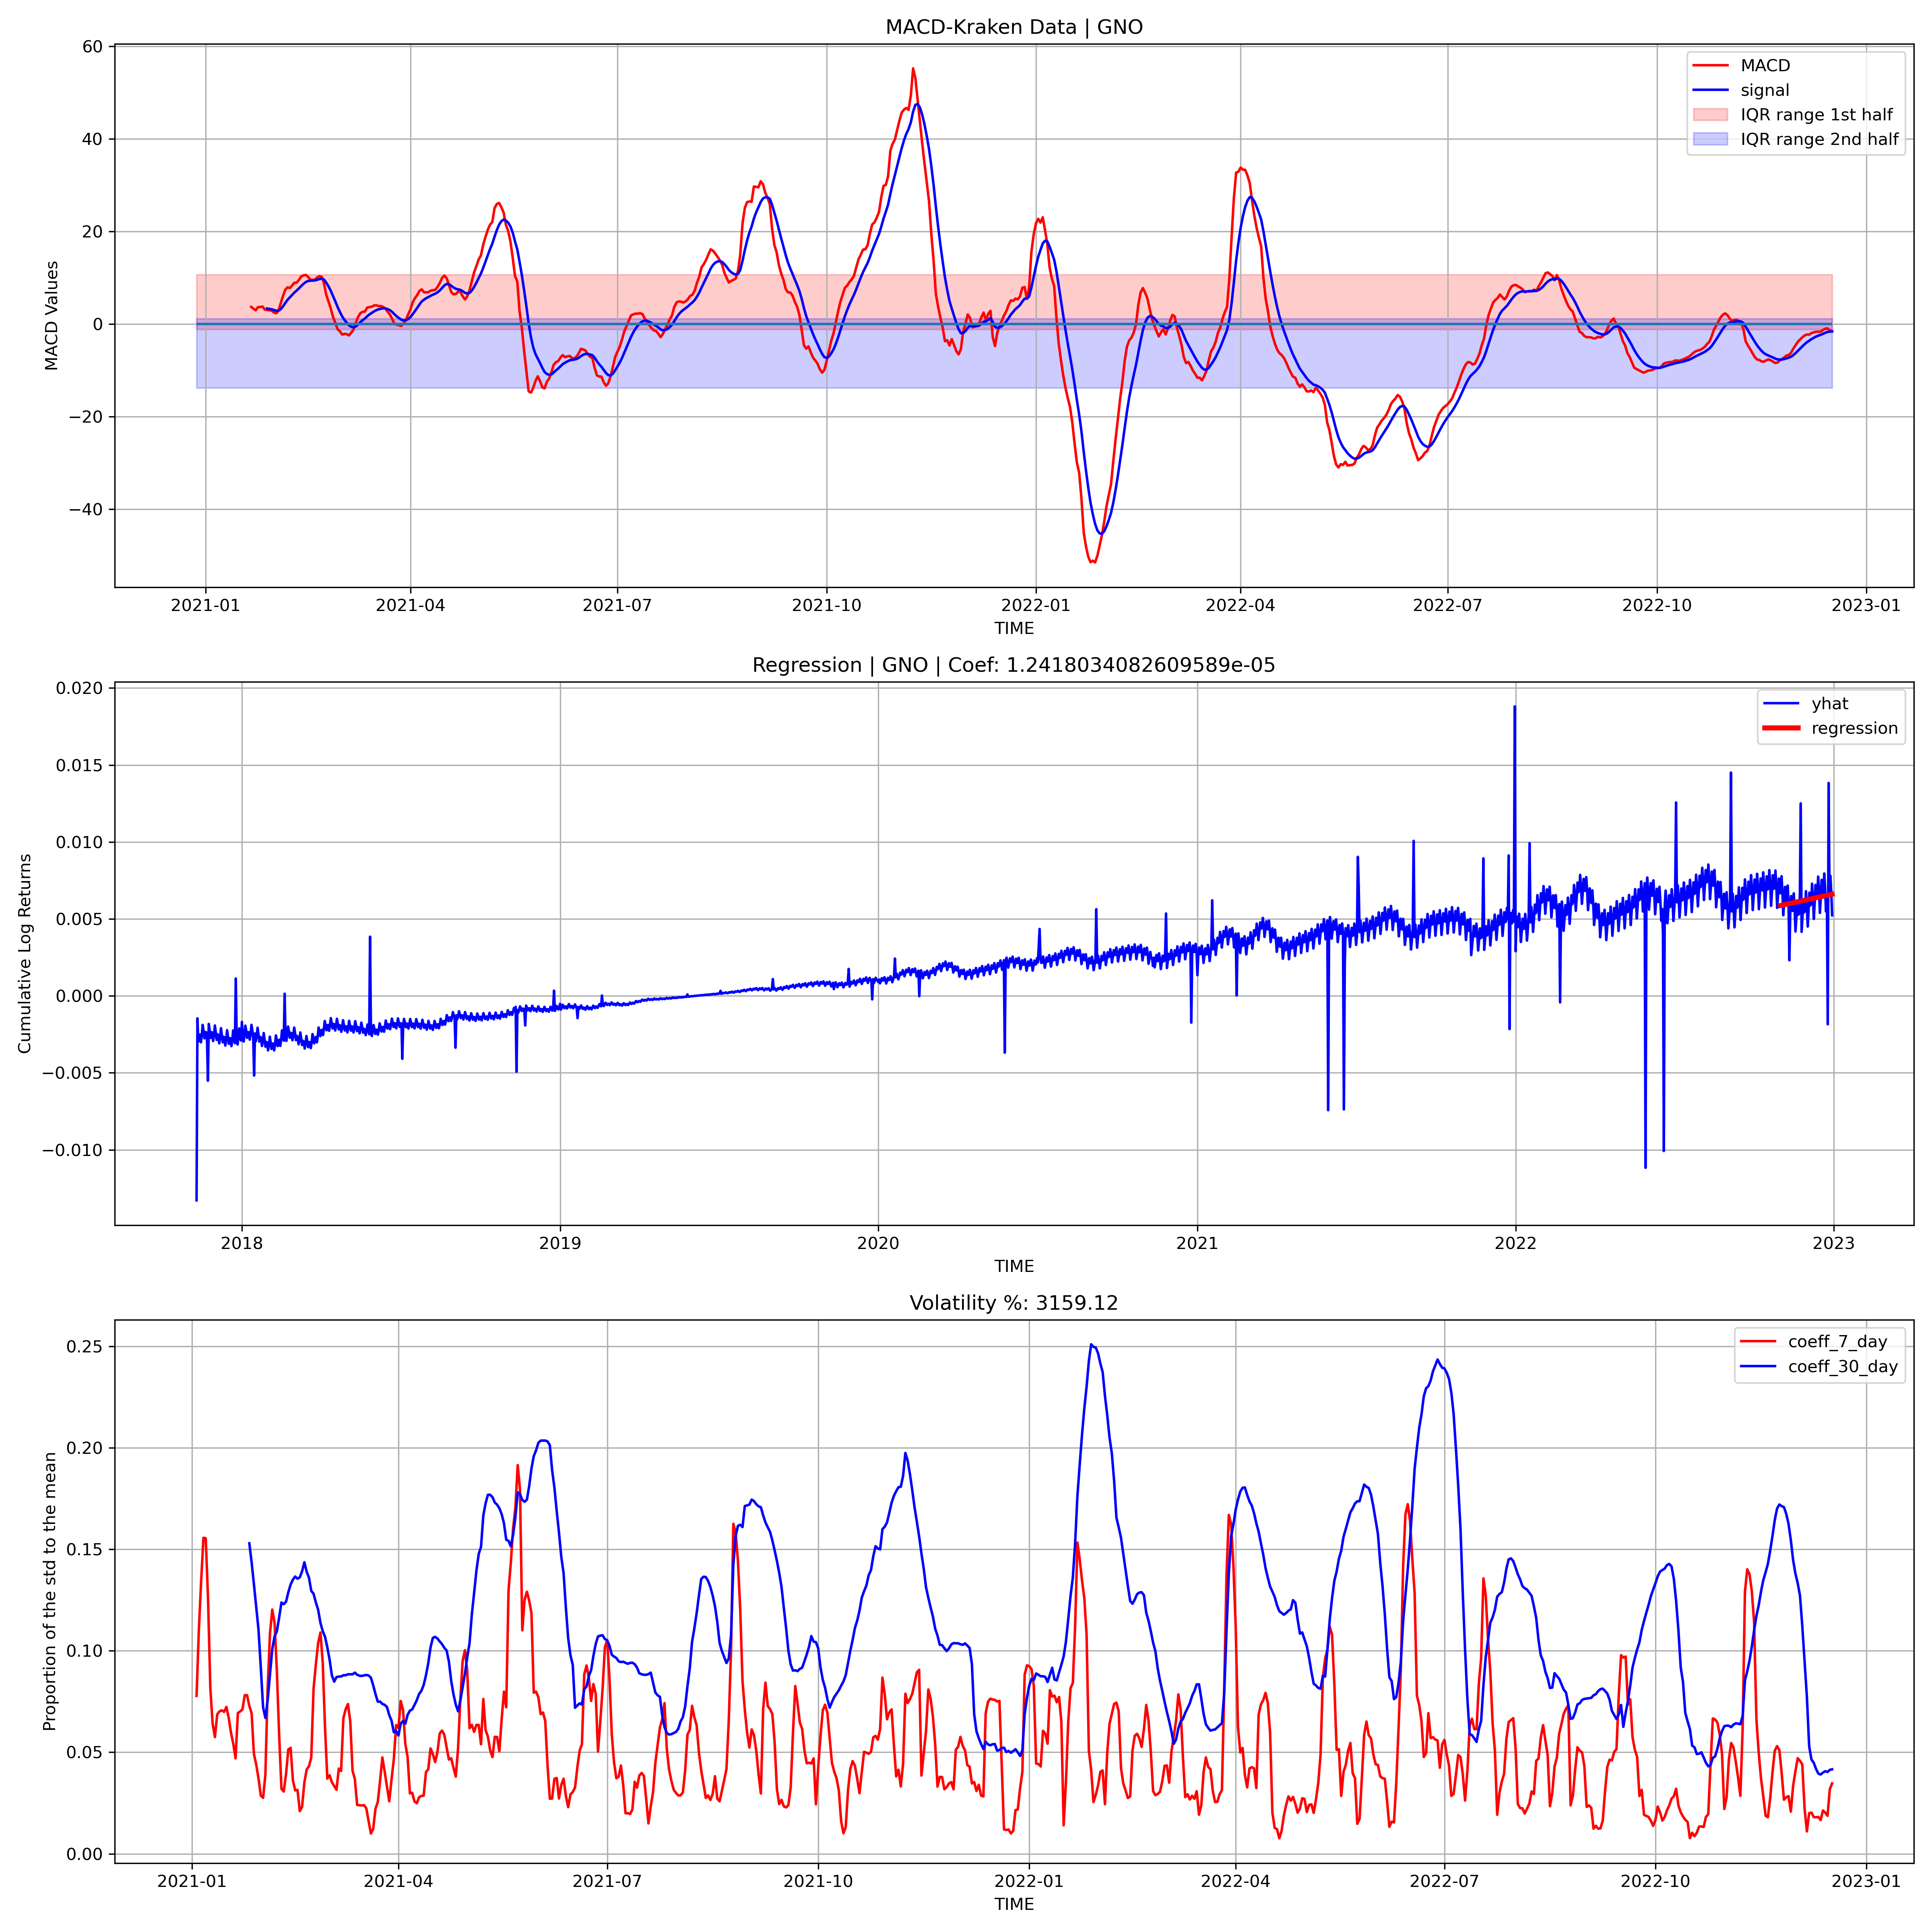 MACD-Kraken Data | GNO
MACD Values
60
40
20
0
−20
−40
MACD
signal
IQR range 1st half
IQR range 2nd half
2021-01 2021-04 2021-07 2021-10 2022-01 2022-04 2022-07 2022-10 2023-01
TIME
Regression | GNO | Coef: 1.2418034082609589e-05
Cumulative Log Returns
0.020
0.015
0.010
0.005
0.000
−0.005
−0.010
yhat
regression
2018 2019 2020 2021 2022 2023
TIME
Volatility %: 3159.12
Proportion of the std to the mean
0.25
0.20
0.15
0.10
0.05
0.00
coeff_7_day
coeff_30_day
2021-01 2021-04 2021-07 2021-10 2022-01 2022-04 2022-07 2022-10 2023-01
TIME